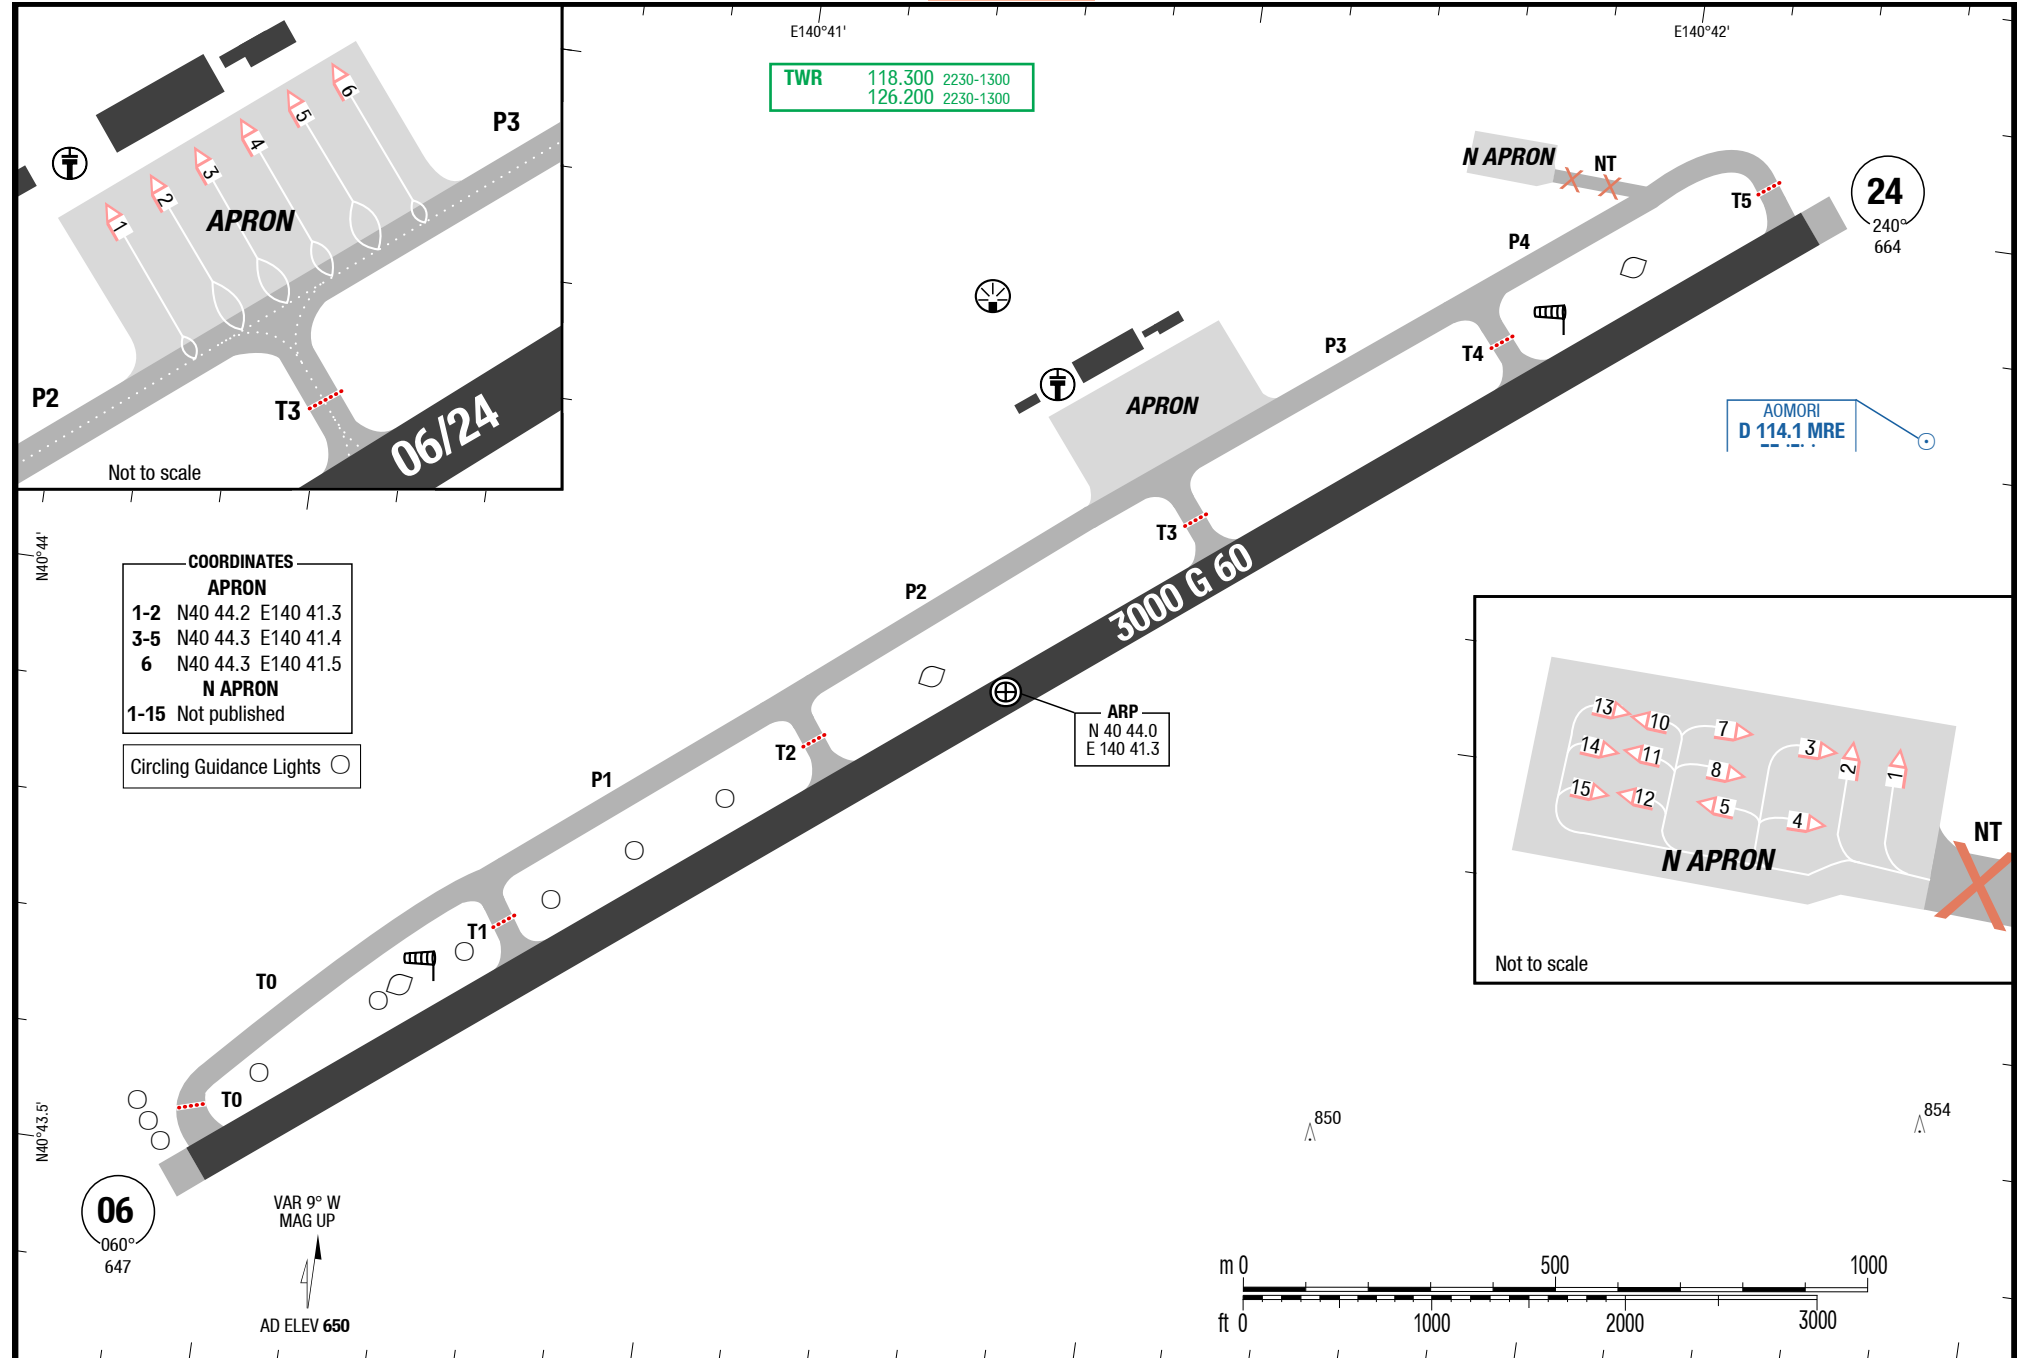 E140°41'
E140°42'
TWR 118.300 2230-1300
126.200 2230-1300
6
5
4
3
2
1
APRON
P3
P2
T3
06/24
Not to scale
N APRON
NT
T5
24
240°
664
P4
T4
P3
APRON
AOMORI
D 114.1 MRE
T3
3000 G 60
P2
N40°44'
COORDINATES
APRON
1-2 N40 44.2 E140 41.3
3-5 N40 44.3 E140 41.4
6 N40 44.3 E140 41.5
N APRON
1-15 Not published
Circling Guidance Lights
ARP
N 40 44.0
E 140 41.3
T2
P1
T1
T0
T0
13
10
7
3
2
1
14
11
8
15
12
5
4
N APRON
NT
Not to scale
N40°43.5'
06
060°
647
VAR 9° W
MAG UP
AD ELEV 650
850
854
m 0 500 1000
ft 0 1000 2000 3000